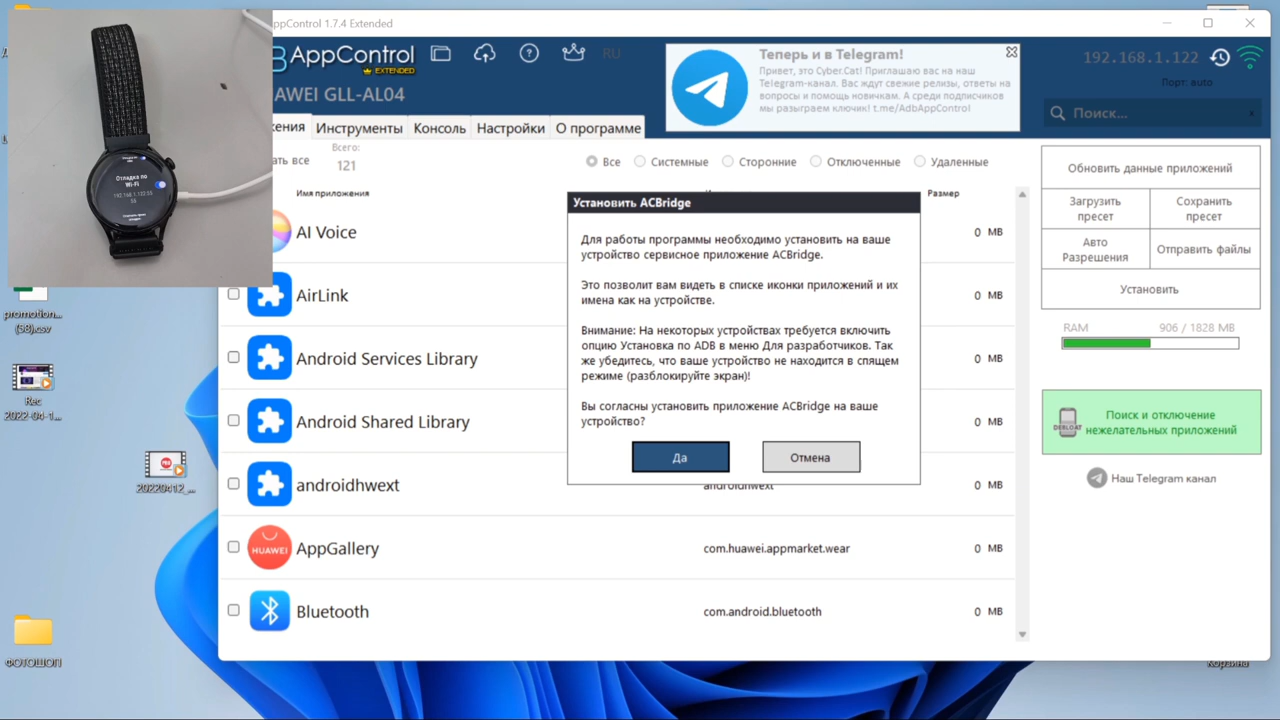 AppControl 1.7.4 Extended
AppControl
EXTENDED
RU
AWEI GLL-AL04
Теперь и в Telegram!
Привет, это Cyber.Cat! Приглашаю вас на наш
Telegram-канал. Вас ждут свежие релизы, ответы на
вопросы и помощь новичкам. А среди подписчиков
мы разыграем ключик! t.me/AdbAppControl
192.168.1.122
Порт: auto
Поиск...
Инструменты
Консоль
Настройки
О программе
Всего:
121
Все
Системные
Сторонние
Отключенные
Удаленные
Имя приложения
Размер
AI Voice
0 MB
AirLink
0 MB
Android Services Library
0 MB
Android Shared Library
0 MB
androidhwext
androidhwext
0 MB
AppGallery
com.huawei.appmarket.wear
0 MB
Bluetooth
com.android.bluetooth
0 MB
Установить ACBridge
Для работы программы необходимо установить на ваше
устройство сервисное приложение ACBridge.
Это позволит вам видеть в списке иконки приложений и их
имена как на устройстве.
Внимание: На некоторых устройствах требуется включить
опцию Установка по ADB в меню Для разработчиков. Так
же убедитесь, что ваше устройство не находится в спящем
режиме (разблокируйте экран)!
Вы согласны установить приложение ACBridge на ваше
устройство?
Да
Отмена
Обновить данные приложений
Загрузить
пресет
Сохранить
пресет
Авто
Разрешения
Отправить файлы
Установить
RAM
906 / 1828 MB
DEBLOAT
Поиск и отключение
нежелательных приложений
Наш Telegram канал
Отладка по
Wi-Fi
HUAWEI
promotion...
(58).xsv
Rec
2022-04-1...
20220412_...
ФОТОШОП
Корзина